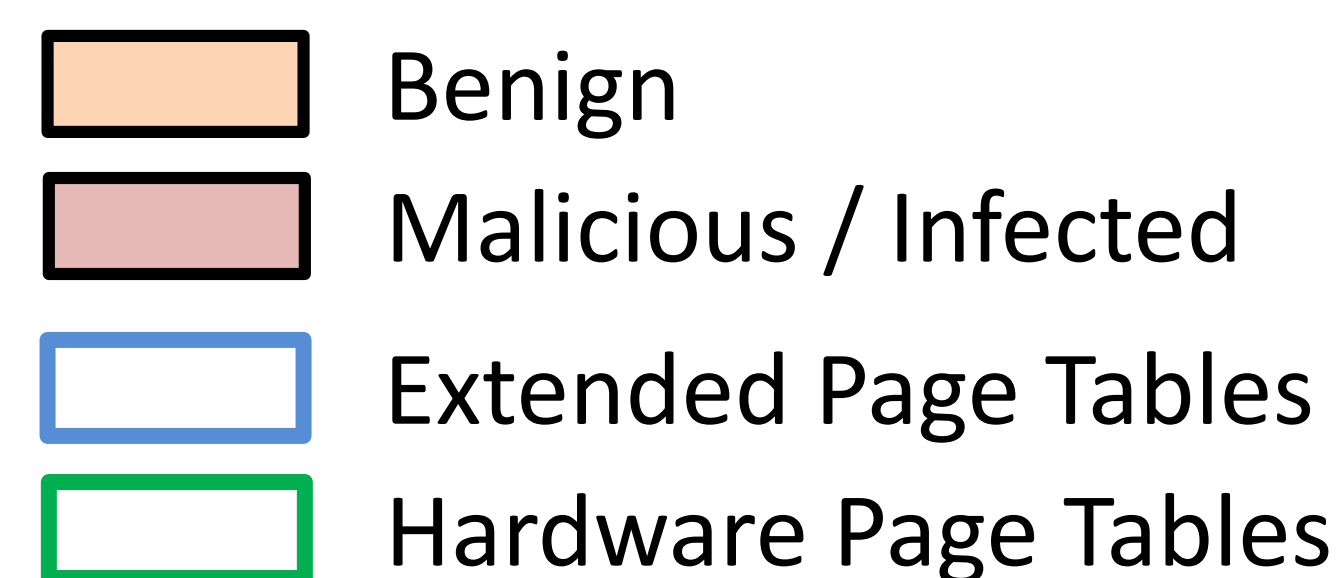 Benign
Malicious / Infected
Extended Page Tables
Hardware Page Tables